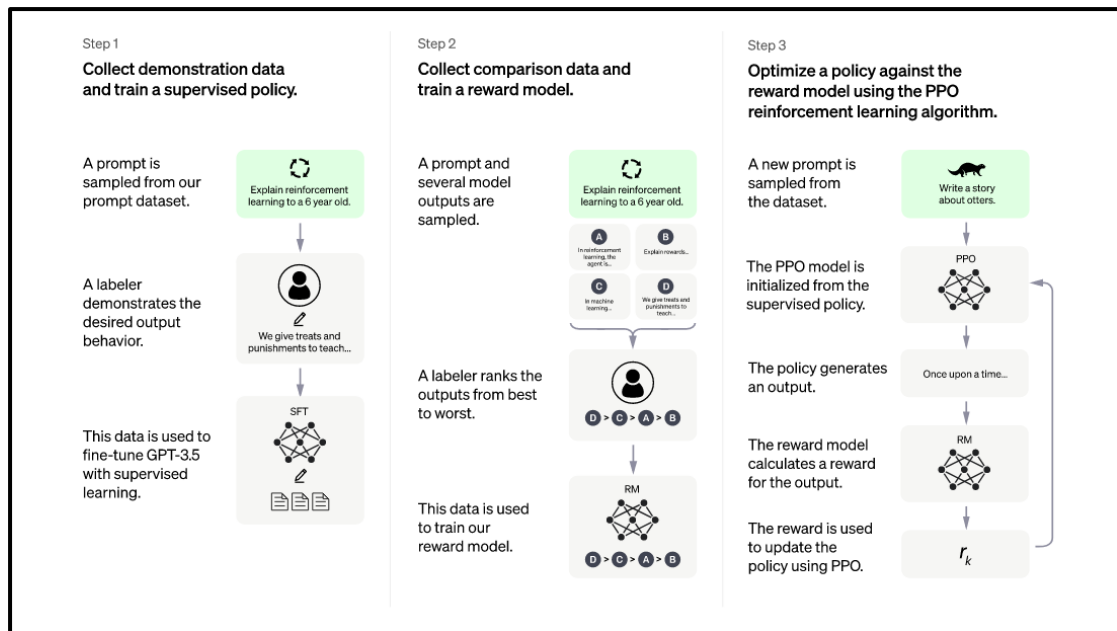 Step 1
Collect demonstration data
and train a supervised policy.
A prompt is
sampled from our
prompt dataset.
Explain reinforcement
learning to a 6 year old.
A labeler
demonstrates the
desired output
behavior.
We give treats and
punishments to teach...
This data is used to
fine-tune GPT-3.5
with supervised
learning.
SFT
Step 2
Collect comparison data and
train a reward model.
A prompt and
several model
outputs are
sampled.
Explain reinforcement
learning to a 6 year old.
A
In reinforcement
learning, the
agent is...
B
Explain rewards...
C
In machine
learning...
D
We give treats and
punishments to
teach...
A labeler ranks the
outputs from best
to worst.
D > C > A > B
This data is used
to train our
reward model.
RM
D > C > A > B
Step 3
Optimize a policy against the
reward model using the PPO
reinforcement learning algorithm.
A new prompt is
sampled from
the dataset.
Write a story
about otters.
The PPO model is
initialized from the
supervised policy.
PPO
The policy generates
an output.
Once upon a time...
The reward model
calculates a reward
for the output.
RM
The reward is used
to update the
policy using PPO.
rₖ